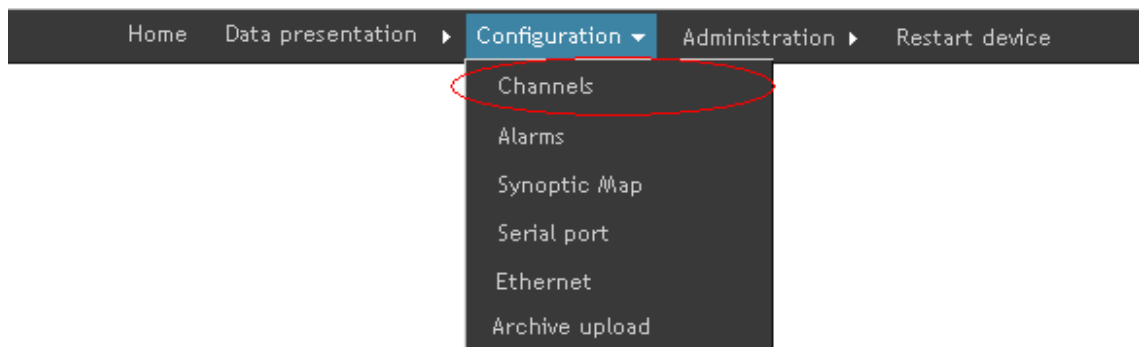 Home Data presentation Configuration Administration Restart device
Channels
Alarms
Synoptic Map
Serial port
Ethernet
Archive upload